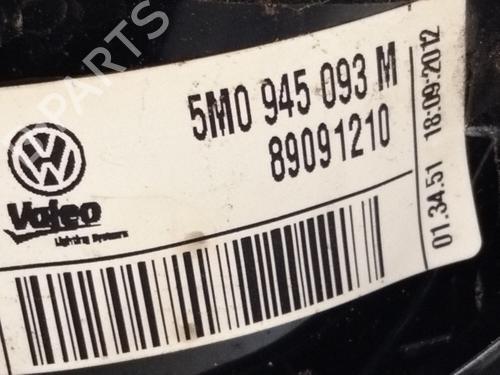 PARTS
5M0 945 093 M
89091210
Valeo
Lighting Systems
01.34.51 18-09-2012